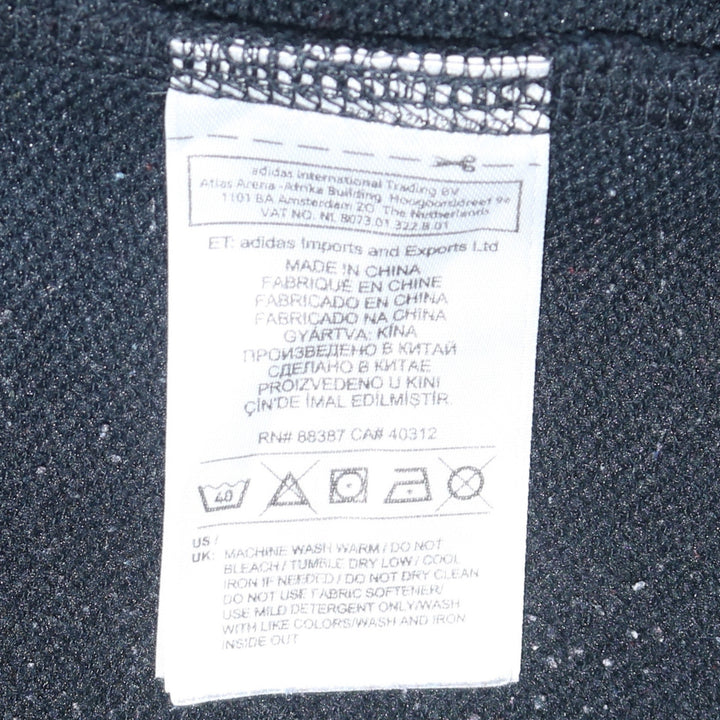 adidas International Trading BV
Atlas Arena -Afrika Building, Hoogoorddreef 9a
1101 BA Amsterdam ZO The Netherlands
VAT NO. NL 8073.01.322.B.01
ET: adidas Imports and Exports Ltd
MADE IN CHINA
FABRIQUÉ EN CHINE
FABRICADO EN CHINA
FABRICADO NA CHINA
GYÁRTVA: KÍNA
ПРОИЗВЕДЕНО В КИТАЙ
СДЕЛАНО В КИТАЕ
PROIZVEDENO U KINI
ÇİN'DE İMAL EDİLMİŞTİR.
RN# 88387 CA# 40312
40
US /
UK: MACHINE WASH WARM / DO NOT
BLEACH / TUMBLE DRY LOW / COOL
IRON IF NEEDED / DO NOT DRY CLEAN
DO NOT USE FABRIC SOFTENER/
USE MILD DETERGENT ONLY/WASH
WITH LIKE COLORS/WASH AND IRON
INSIDE OUT